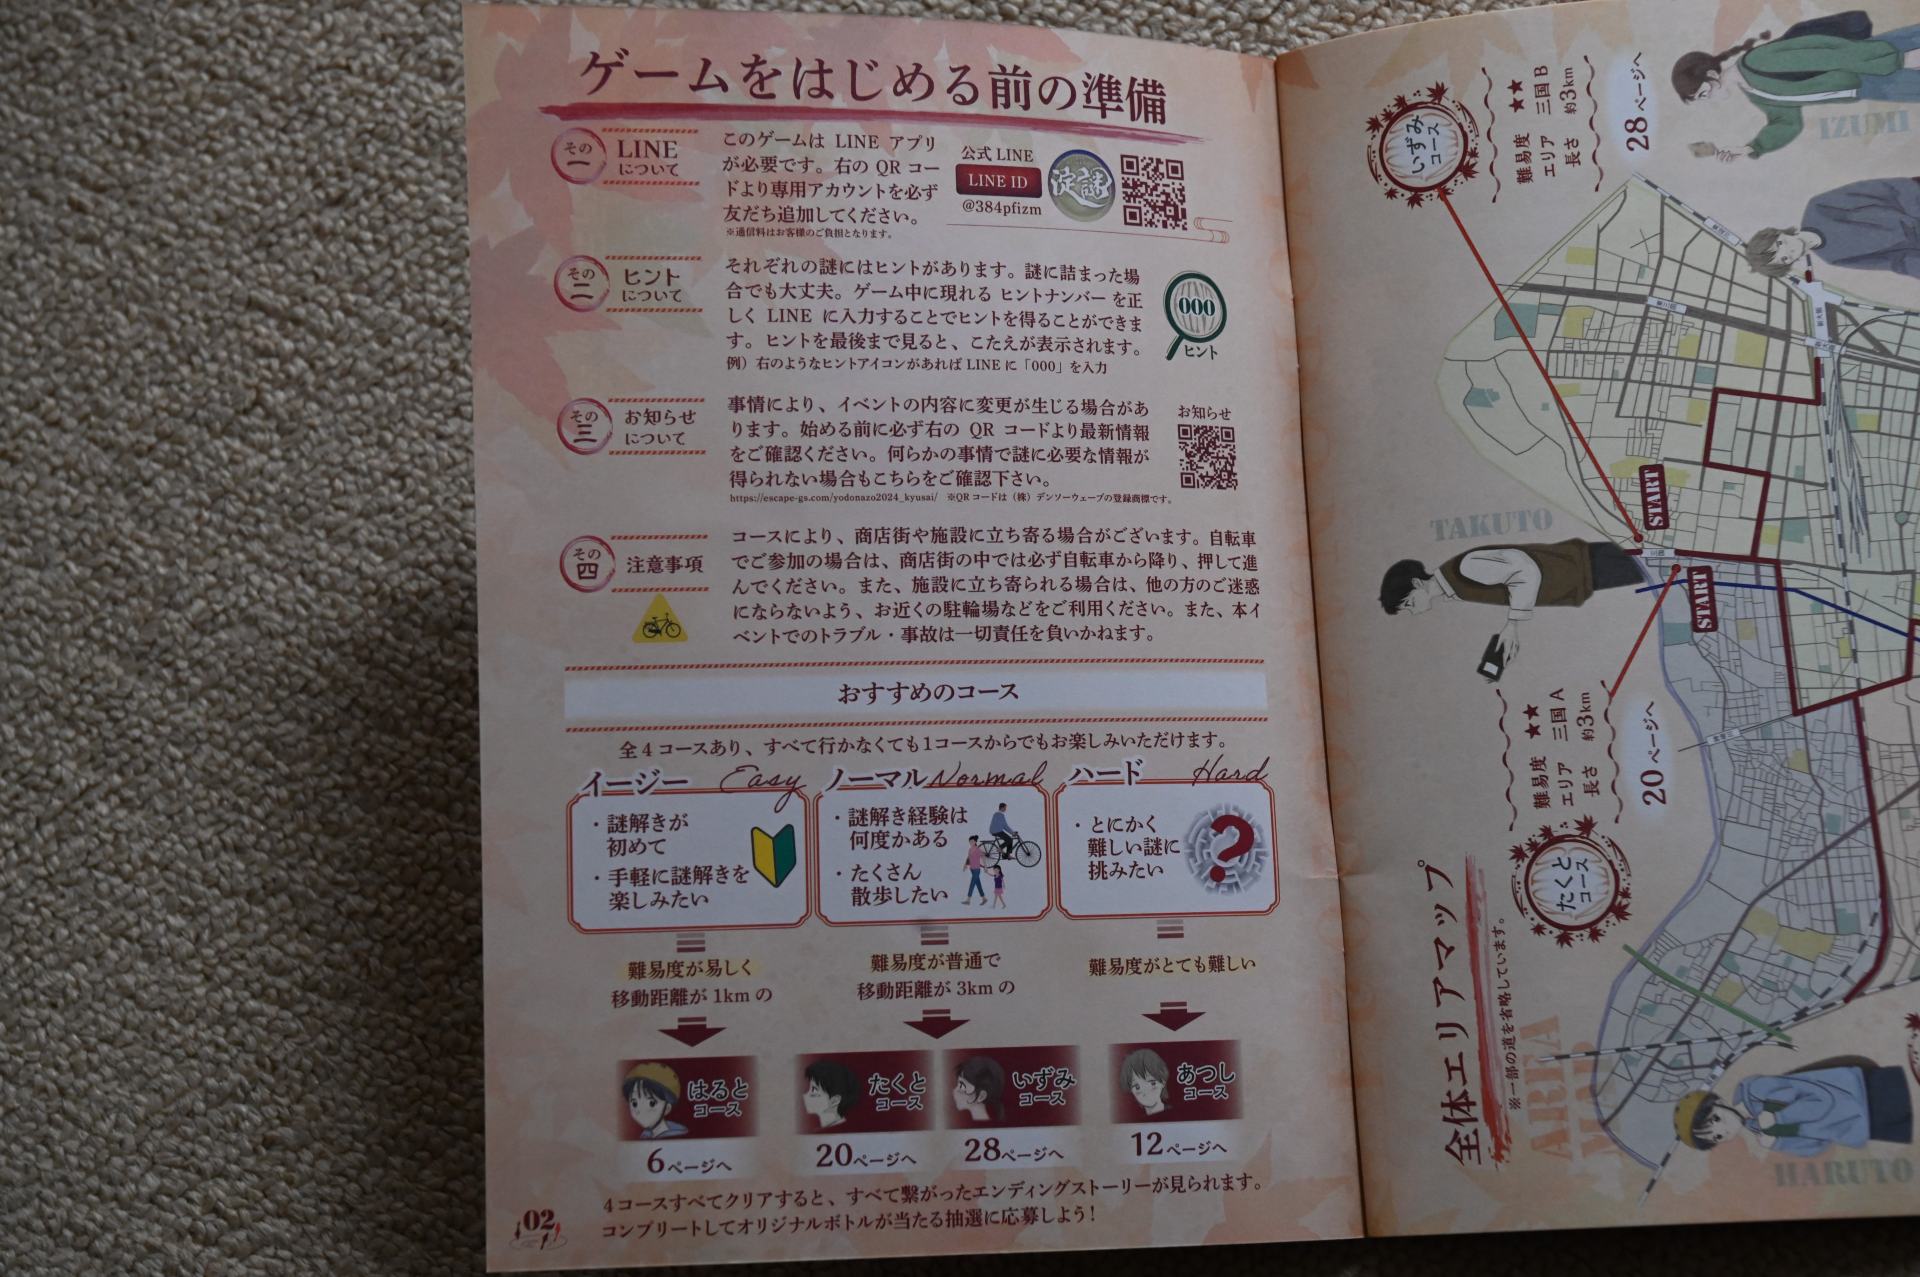 ゲームをはじめる前の準備
その一
LINE
について
このゲームは LINE アプリ
が必要です。右の QR コー
ドより専用アカウントを必ず
友だち追加してください。
※通信料はお客様のご負担となります。
公式 LINE
LINE ID
@384pfizm
淀謎
その二
ヒント
について
それぞれの謎にはヒントがあります。謎に詰まった場
合でも大丈夫。ゲーム中に現れる ヒントナンバー を正
しく LINE に入力することでヒントを得ることができま
す。ヒントを最後まで見ると、こたえが表示されます。
例）右のようなヒントアイコンがあれば LINE に「000」を入力
000
ヒント
その三
お知らせ
について
事情により、イベントの内容に変更が生じる場合があ
ります。始める前に必ず右の QR コードより最新情報
をご確認ください。何らかの事情で謎に必要な情報が
得られない場合もこちらをご確認下さい。
https://escape-gs.com/yodonazo2024_kyusai/ ※QR コードは（株）デンソーウェーブの登録商標です。
お知らせ
その四
注意事項
コースにより、商店街や施設に立ち寄る場合がございます。自転車
でご参加の場合は、商店街の中では必ず自転車から降り、押して進
んでください。また、施設に立ち寄られる場合は、他の方のご迷惑
にならないよう、お近くの駐輪場などをご利用ください。また、本イ
ベントでのトラブル・事故は一切責任を負いかねます。
おすすめのコース
全 4 コースあり、すべて行かなくても1コースからでもお楽しみいただけます。
イージー Easy
・謎解きが
初めて
・手軽に謎解きを
楽しみたい
難易度が易しく
移動距離が 1km の
はると
コース
6ページへ
ノーマル Normal
・謎解き経験は
何度かある
・たくさん
散歩したい
難易度が普通で
移動距離が 3km の
たくと
コース
20ページへ
いずみ
コース
28ページへ
ハード Hard
・とにかく
難しい謎に
挑みたい
難易度がとても難しい
あつし
コース
12ページへ
4コースすべてクリアすると、すべて繋がったエンディングストーリーが見られます。
コンプリートしてオリジナルボトルが当たる抽選に応募しよう!
02
全体エリアマップ
※一部の道を省略しています。
AREA
MAP
いずみ
コース
難易度 ★★
エリア 三国 B
長さ 約3km
28ページへ
IZUMI
START
TAKUTO
START
たくと
コース
難易度 ★★
エリア 三国 A
長さ 約3km
20ページへ
HARUTO